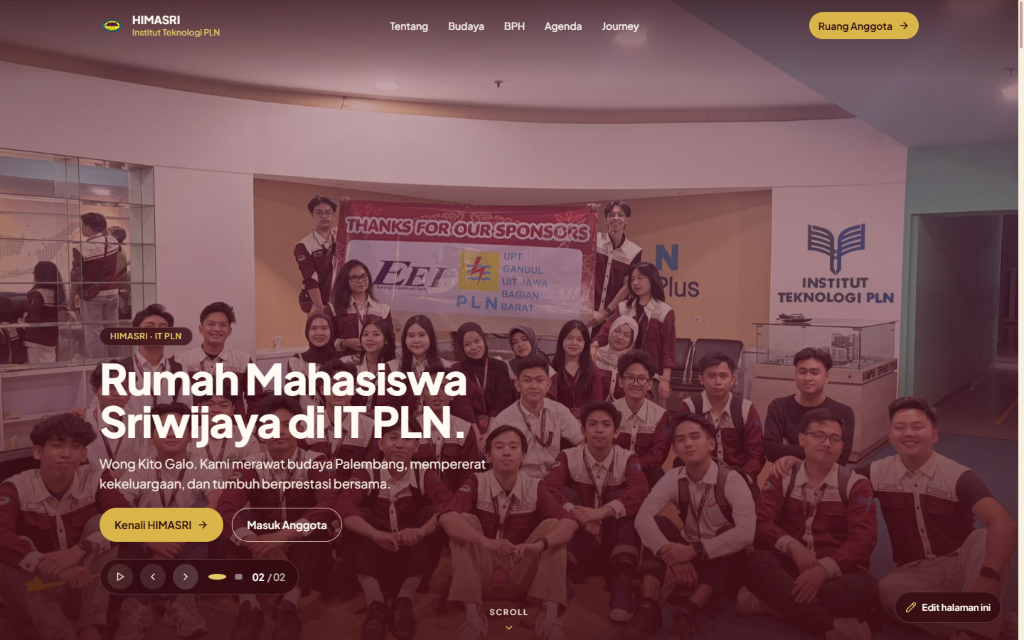 HIMASRI
Institut Teknologi PLN
Tentang
Budaya
BPH
Agenda
Journey
Ruang Anggota
THANKS FOR OUR SPONSORS
EEI
PLN
UPT
GANDUL
UIT JAWA
BAGIAN
BARAT
N
Plus
INSTITUT
TEKNOLOGI PLN
HIMASRI · IT PLN
Rumah Mahasiswa
Sriwijaya di IT PLN.
Wong Kito Galo. Kami merawat budaya Palembang, mempererat
kekeluargaan, dan tumbuh berprestasi bersama.
Kenali HIMASRI
Masuk Anggota
02 / 02
SCROLL
Edit halaman ini